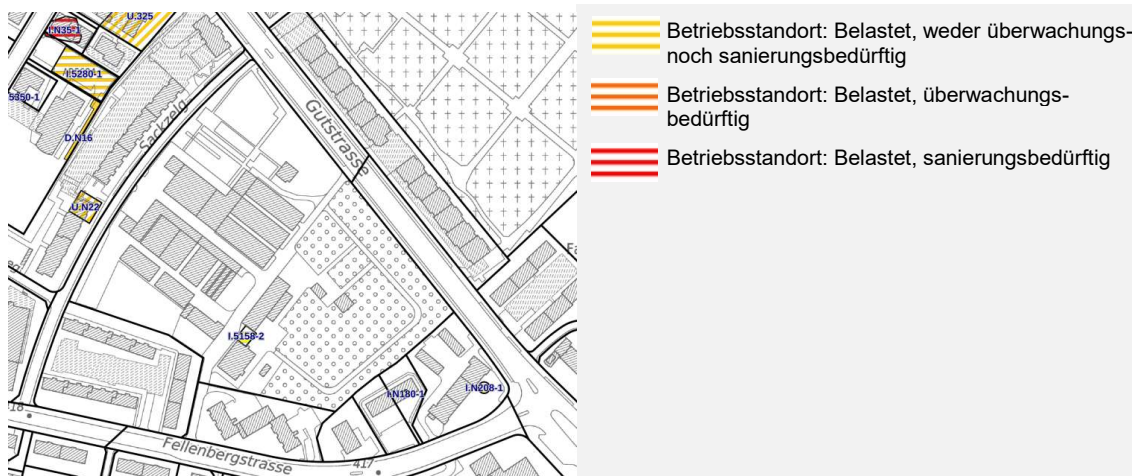 U.325
I.N35-1
I.5280-1
5350-1
D.N16
Sackzelg
Gutstrasse
U.N22
I.5158-2
I.N180-1
I.N208-1
Fellenbergstrasse
417
Betriebsstandort: Belastet, weder überwachungs-
noch sanierungsbedürftig
Betriebsstandort: Belastet, überwachungs-
bedürftig
Betriebsstandort: Belastet, sanierungsbedürftig